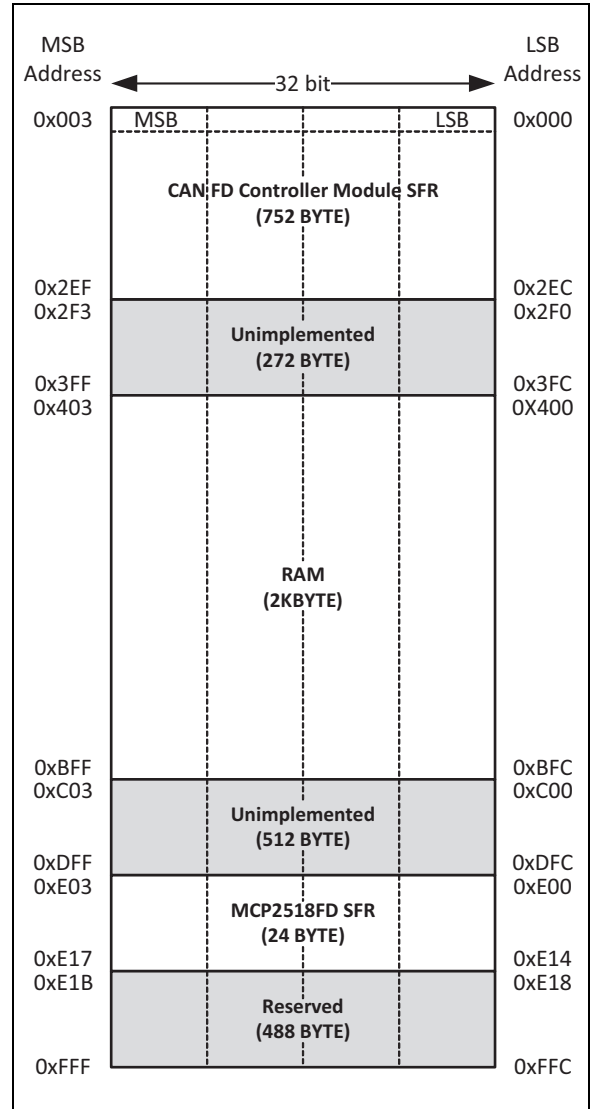 MSB Address
LSB Address
32 bit
0x003 MSB LSB 0x000
CAN FD Controller Module SFR
(752 BYTE)
0x2EF 0x2EC
0x2F3 0x2F0
Unimplemented
(272 BYTE)
0x3FF 0x3FC
0x403 0X400
RAM
(2KBYTE)
0xBFF 0xBFC
0xC03 0xC00
Unimplemented
(512 BYTE)
0xDFF 0xDFC
0xE03 0xE00
MCP2518FD SFR
(24 BYTE)
0xE17 0xE14
0xE1B 0xE18
Reserved
(488 BYTE)
0xFFF 0xFFC